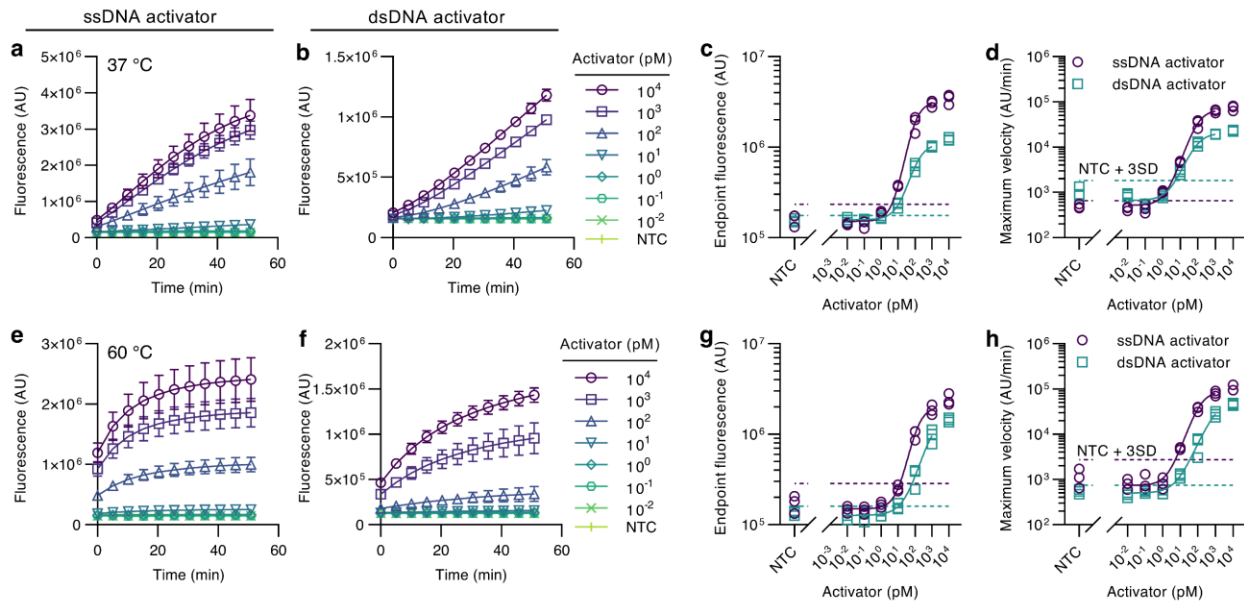 ssDNA activator
dsDNA activator
a
37 °C
Fluorescence (AU)
5×10⁶
4×10⁶
3×10⁶
2×10⁶
1×10⁶
0
0 20 40 60
Time (min)
b
Fluorescence (AU)
1.5×10⁶
1×10⁶
5×10⁵
0
0 20 40 60
Time (min)
Activator (pM)
10⁴
10³
10²
10¹
10⁰
10⁻¹
10⁻²
NTC
c
Endpoint fluorescence (AU)
10⁷
10⁶
10⁵
NTC 10⁻³ 10⁻² 10⁻¹ 10⁰ 10¹ 10² 10³ 10⁴
Activator (pM)
d
Maximum velocity (AU/min)
10⁶
10⁵
10⁴
10³
10²
ssDNA activator
dsDNA activator
NTC + 3SD
NTC 10⁻² 10⁻¹ 10⁰ 10¹ 10² 10³ 10⁴
Activator (pM)
e
60 °C
Fluorescence (AU)
3×10⁶
2×10⁶
1×10⁶
0
0 20 40 60
Time (min)
f
Fluorescence (AU)
2×10⁶
1.5×10⁶
1×10⁶
5×10⁵
0
0 20 40 60
Time (min)
Activator (pM)
10⁴
10³
10²
10¹
10⁰
10⁻¹
10⁻²
NTC
g
Endpoint fluorescence (AU)
10⁷
10⁶
10⁵
NTC 10⁻³ 10⁻² 10⁻¹ 10⁰ 10¹ 10² 10³ 10⁴
Activator (pM)
h
Maximum velocity (AU/min)
10⁶
10⁵
10⁴
10³
10²
ssDNA activator
dsDNA activator
NTC + 3SD
NTC 10⁻² 10⁻¹ 10⁰ 10¹ 10² 10³ 10⁴
Activator (pM)